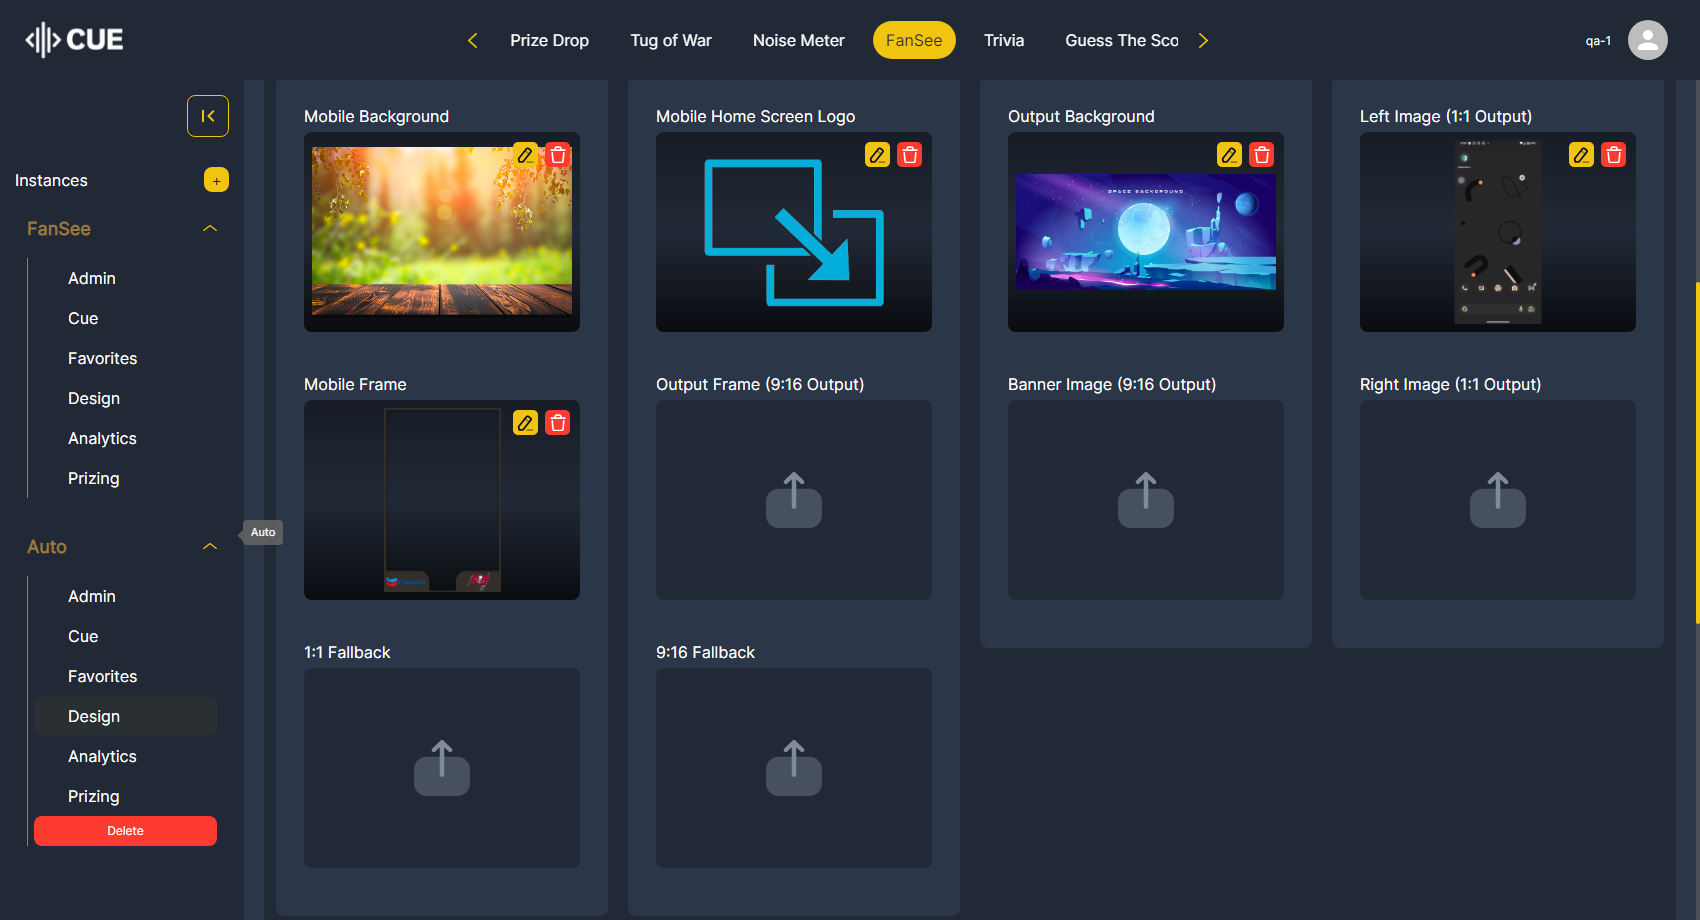 CUE
Prize Drop
Tug of War
Noise Meter
FanSee
Trivia
Guess The Sco
qa-1
Instances
+
FanSee
Admin
Cue
Favorites
Design
Analytics
Prizing
Auto
Auto
Admin
Cue
Favorites
Design
Analytics
Prizing
Delete
Mobile Background
Mobile Home Screen Logo
Output Background
SPACE BACKGROUND
Left Image (1:1 Output)
Mobile Frame
Output Frame (9:16 Output)
Banner Image (9:16 Output)
Right Image (1:1 Output)
1:1 Fallback
9:16 Fallback